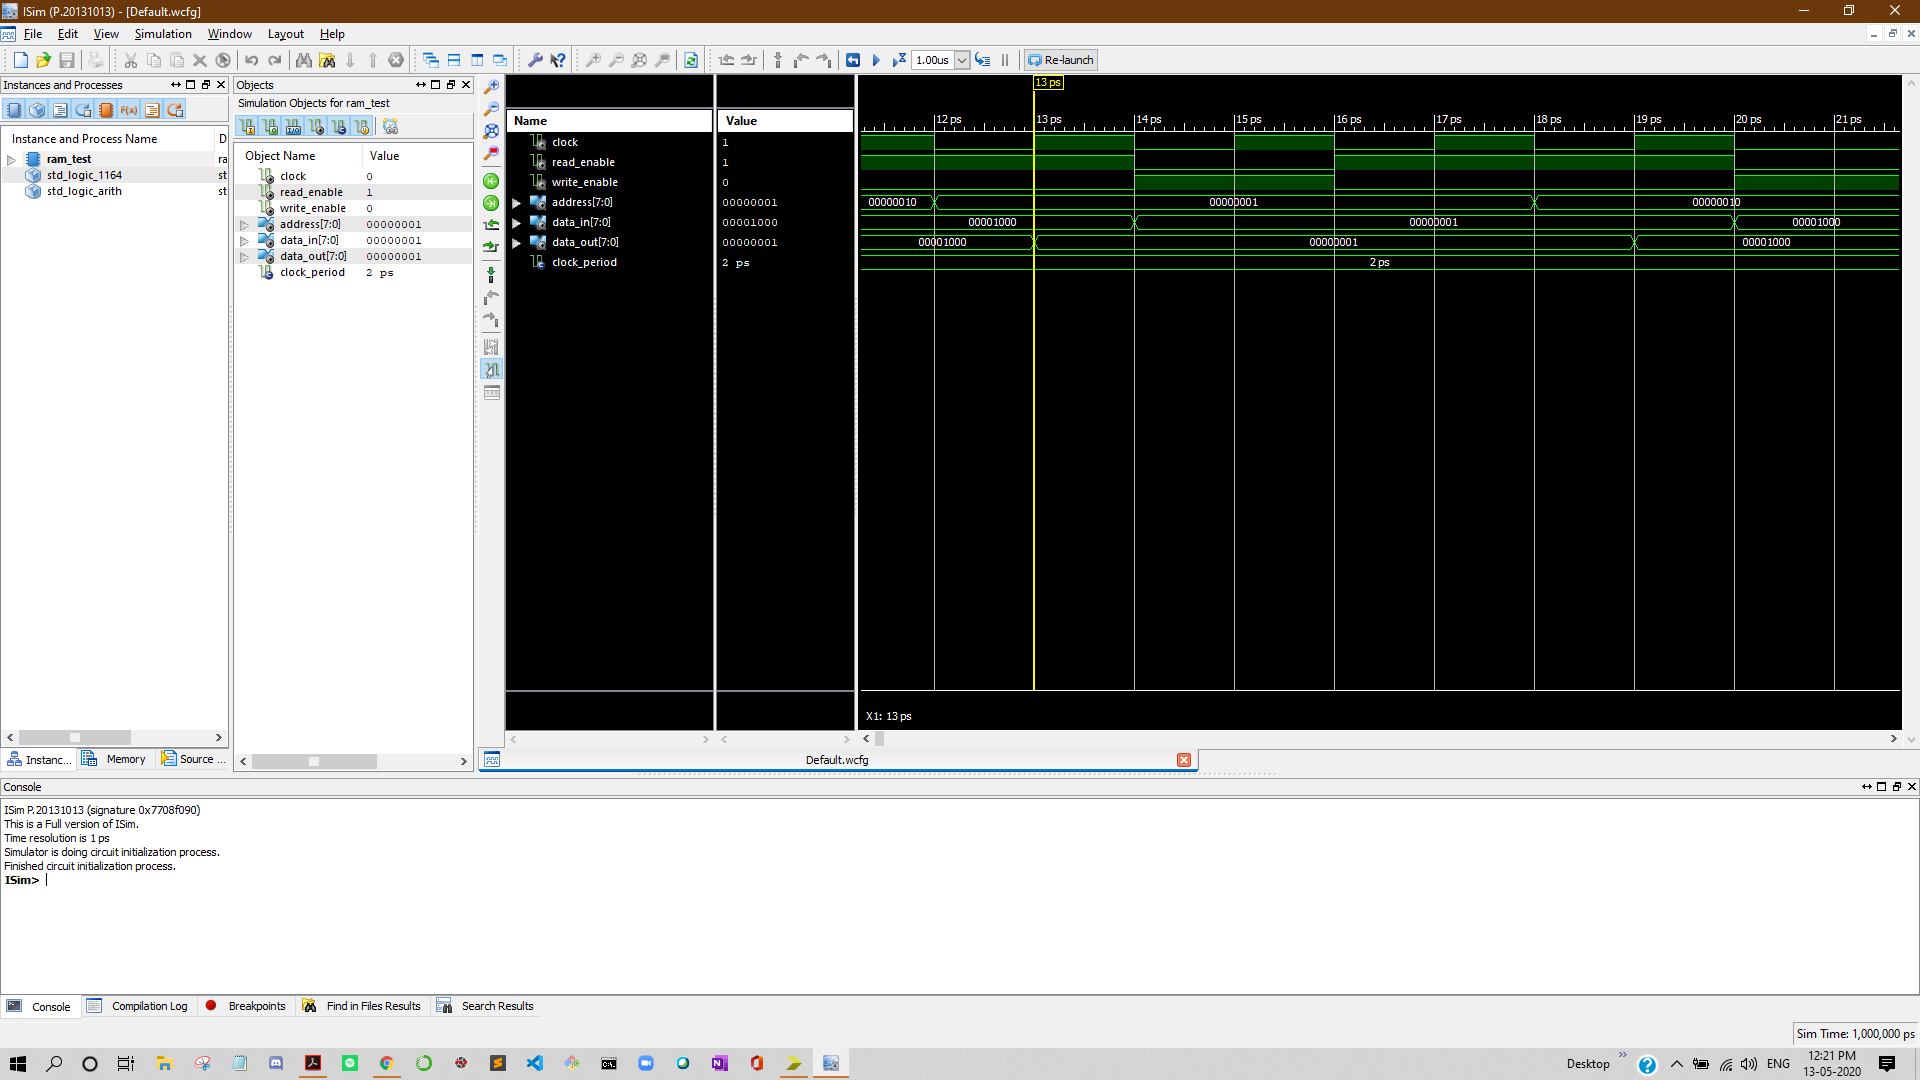 ISim (P.20131013) - [Default.wcfg]
File Edit View Simulation Window Layout Help
1.00us Re-launch
Instances and Processes
Instance and Process Name D
ram_test ra
std_logic_1164 st
std_logic_arith st
Instanc... Memory Source ...
Objects
Simulation Objects for ram_test
Object Name Value
clock 0
read_enable 1
write_enable 0
address[7:0] 00000001
data_in[7:0] 00000001
data_out[7:0] 00000001
clock_period 2 ps
Name Value
clock 1
read_enable 1
write_enable 0
address[7:0] 00000001
data_in[7:0] 00001000
data_out[7:0] 00000001
clock_period 2 ps
13 ps
12 ps 13 ps 14 ps 15 ps 16 ps 17 ps 18 ps 19 ps 20 ps 21 ps
00000010 00000001 00000010
00001000 00000001 00001000
00001000 00000001 00001000
2 ps
X1: 13 ps
Default.wcfg
Console
ISim P.20131013 (signature 0x7708f090)
This is a Full version of ISim.
Time resolution is 1 ps
Simulator is doing circuit initialization process.
Finished circuit initialization process.
ISim>
Console Compilation Log Breakpoints Find in Files Results Search Results
Sim Time: 1,000,000 ps
Desktop ENG 12:21 PM
13-05-2020